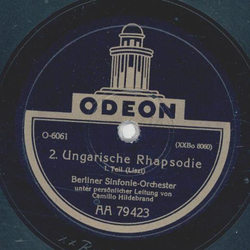 ODEON
O-6061
(XXBo 8060)
2. Ungarische Rhapsodie
1. Teil (Liszt)
Berliner Sinfonie-Orchester
unter persönlicher Leitung von
Camillo Hildebrand
AA 79423